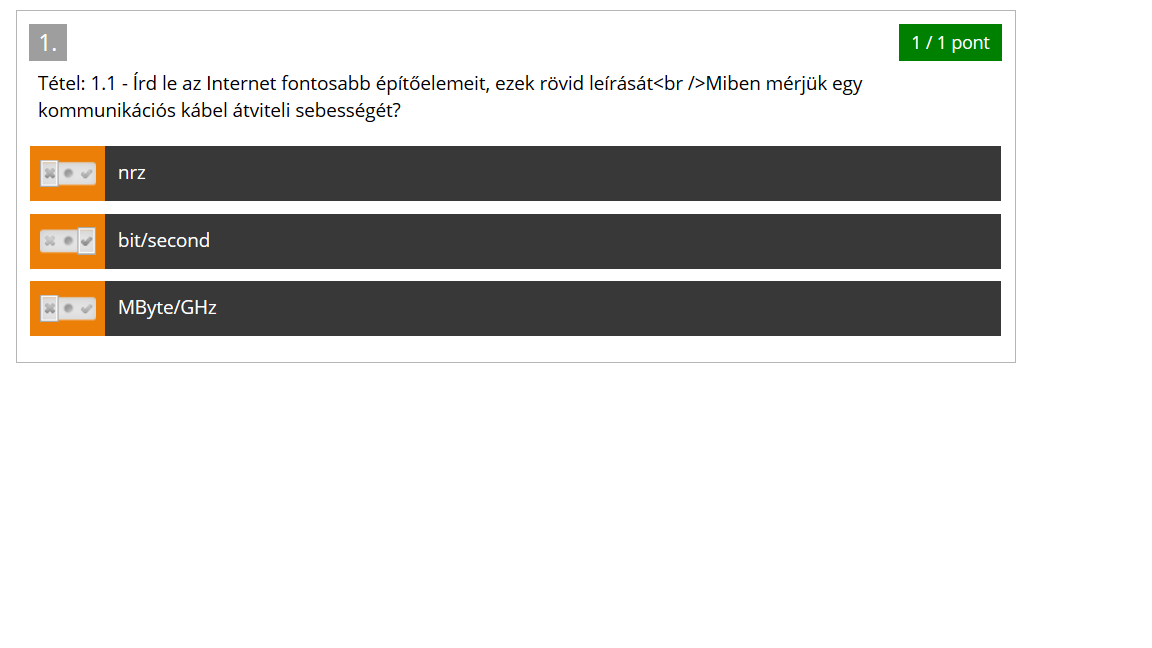 1.
1 / 1 pont
Tétel: 1.1 - Írd le az Internet fontosabb építőelemeit, ezek rövid leírását<br />Miben mérjük egy
kommunikációs kábel átviteli sebességét?
nrz
bit/second
MByte/GHz